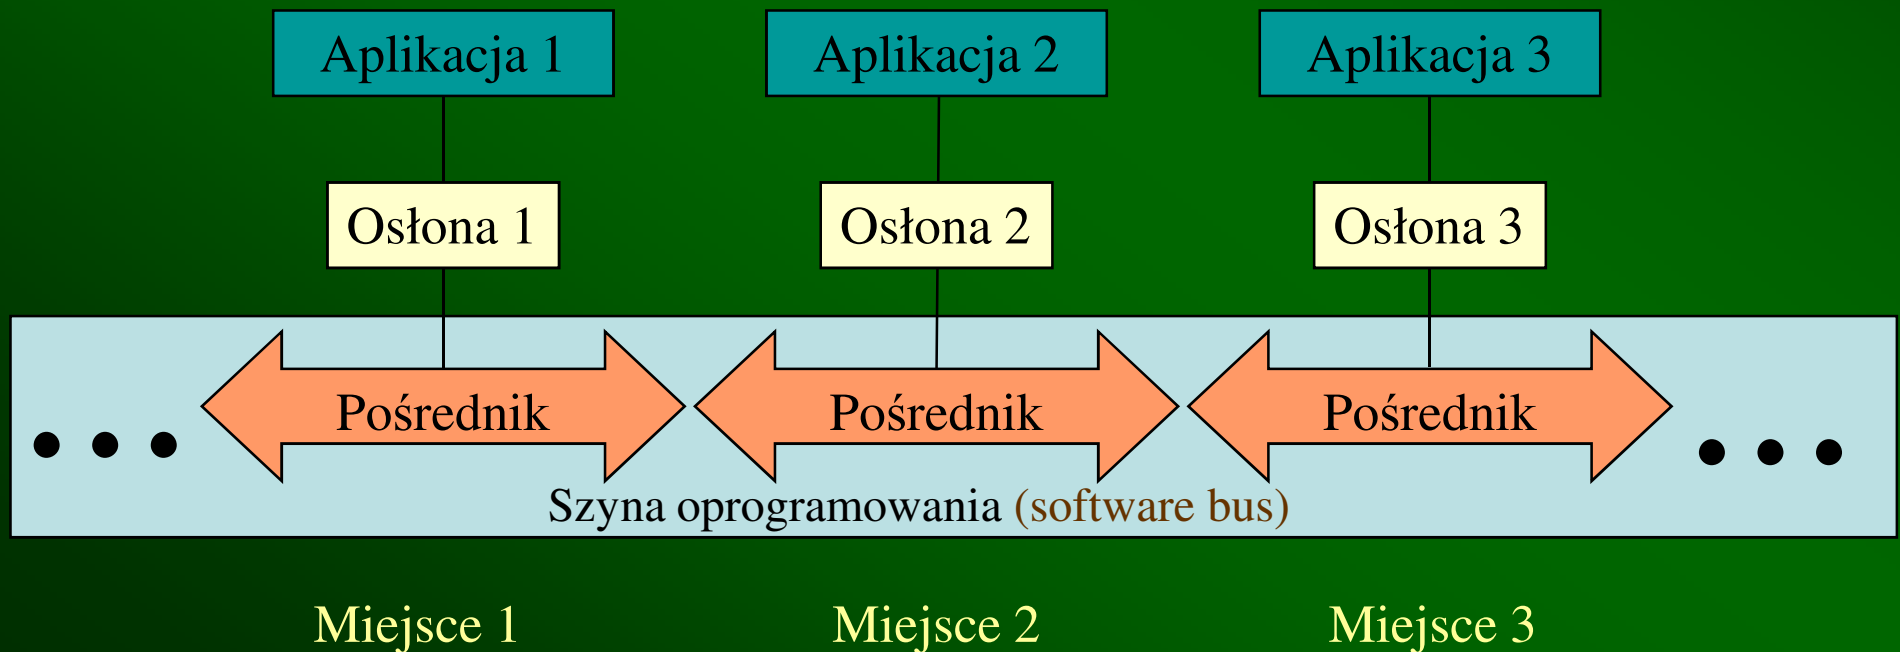 Aplikacja 1 Aplikacja 2 Aplikacja 3
Osłona 1 Osłona 2 Osłona 3
Pośrednik Pośrednik Pośrednik
Szyna oprogramowania (software bus)
Miejsce 1 Miejsce 2 Miejsce 3